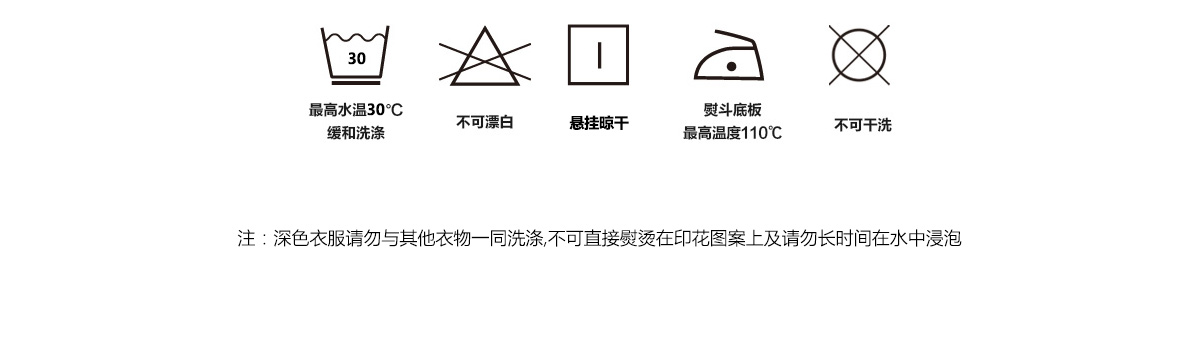 30
最高水温30℃
缓和洗涤
不可漂白
悬挂晾干
熨斗底板
最高温度110℃
不可干洗
注：深色衣服请勿与其他衣物一同洗涤,不可直接熨烫在印花图案上及请勿长时间在水中浸泡